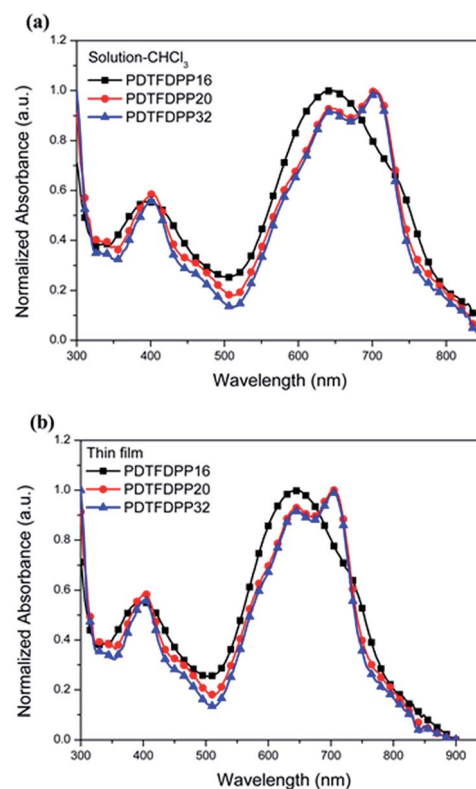 (a)
Solution-CHCl3
PDTFDPP16
PDTFDPP20
PDTFDPP32
Normalized Absorbance (a.u.)
1.2
1.0
0.8
0.6
0.4
0.2
0.0
300 400 500 600 700 800
Wavelength (nm)
(b)
Thin film
PDTFDPP16
PDTFDPP20
PDTFDPP32
Normalized Absorbance (a.u.)
1.2
1.0
0.8
0.6
0.4
0.2
0.0
300 400 500 600 700 800 900
Wavelength (nm)